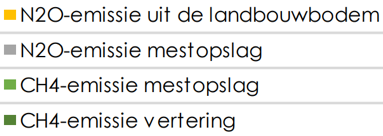 N2O-emissie uit de landbouwbodem
N2O-emissie mestopslag
CH4-emissie mestopslag
CH4-emissie vertering